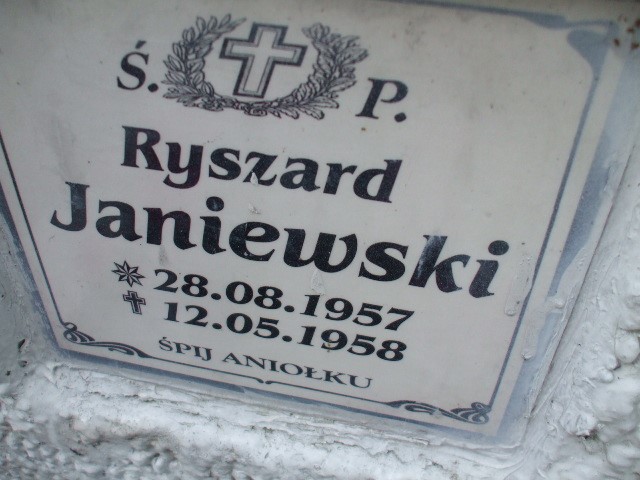 Ś. P.
Ryszard
Janiewski
28.08.1957
12.05.1958
ŚPIJ ANIOŁKU